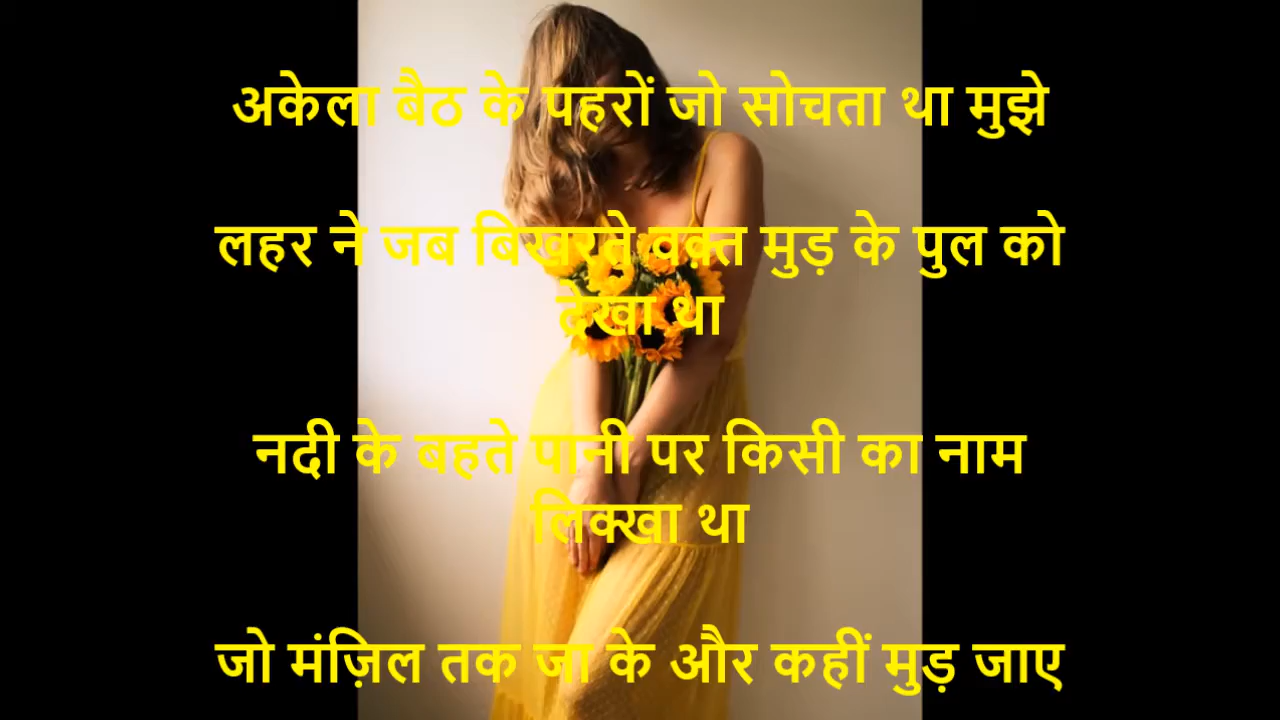 अकेला बैठ के पहरों जो सोचता था मुझे
लहर ने जब बिखरते वक़्त मुड़ के पुल को
देखा था
नदी के बहते पानी पर किसी का नाम
लिक्खा था
जो मंज़िल तक जा के और कहीं मुड़ जाए